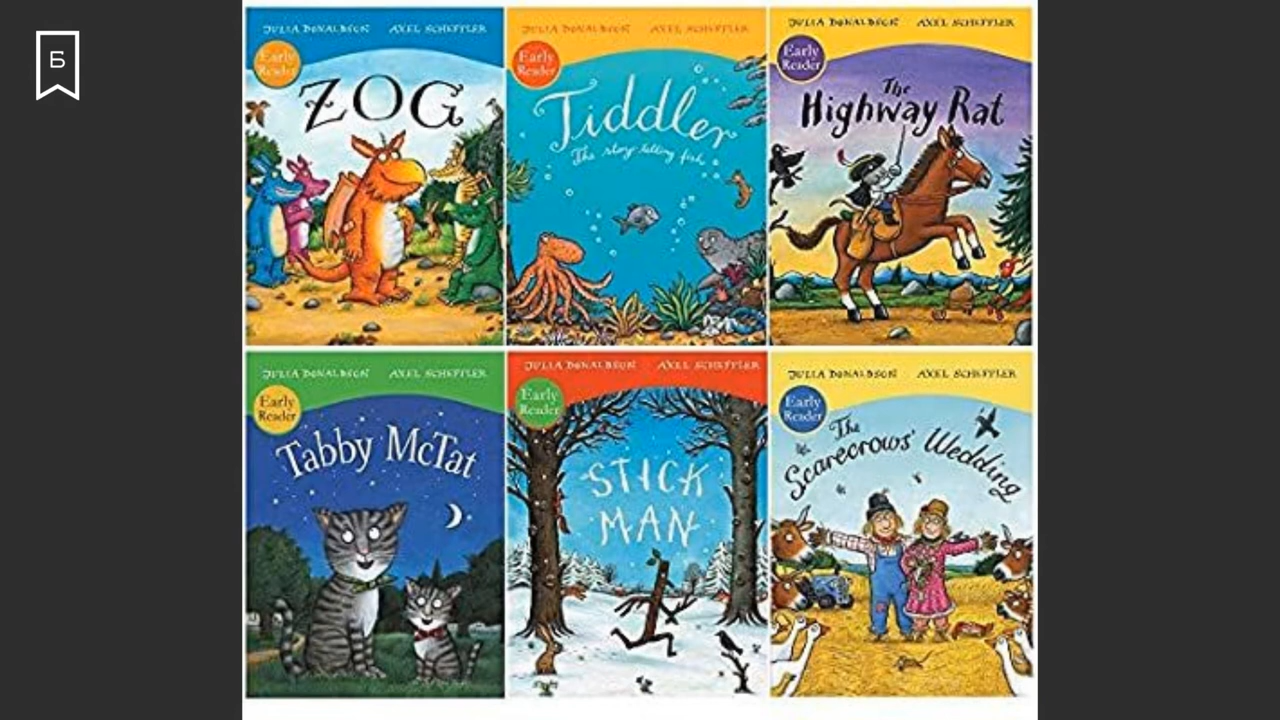 Б
JULIA DONALDSON AXEL SCHEFFLER
Early
Reader
ZOG
JULIA DONALDSON AXEL SCHEFFLER
Early
Reader
Tiddler
The story-telling fish
JULIA DONALDSON AXEL SCHEFFLER
Early
Reader
The
Highway Rat
JULIA DONALDSON AXEL SCHEFFLER
Early
Reader
Tabby McTat
JULIA DONALDSON AXEL SCHEFFLER
Early
Reader
STICK
MAN
JULIA DONALDSON AXEL SCHEFFLER
Early
Reader
The
Scarecrows' Wedding